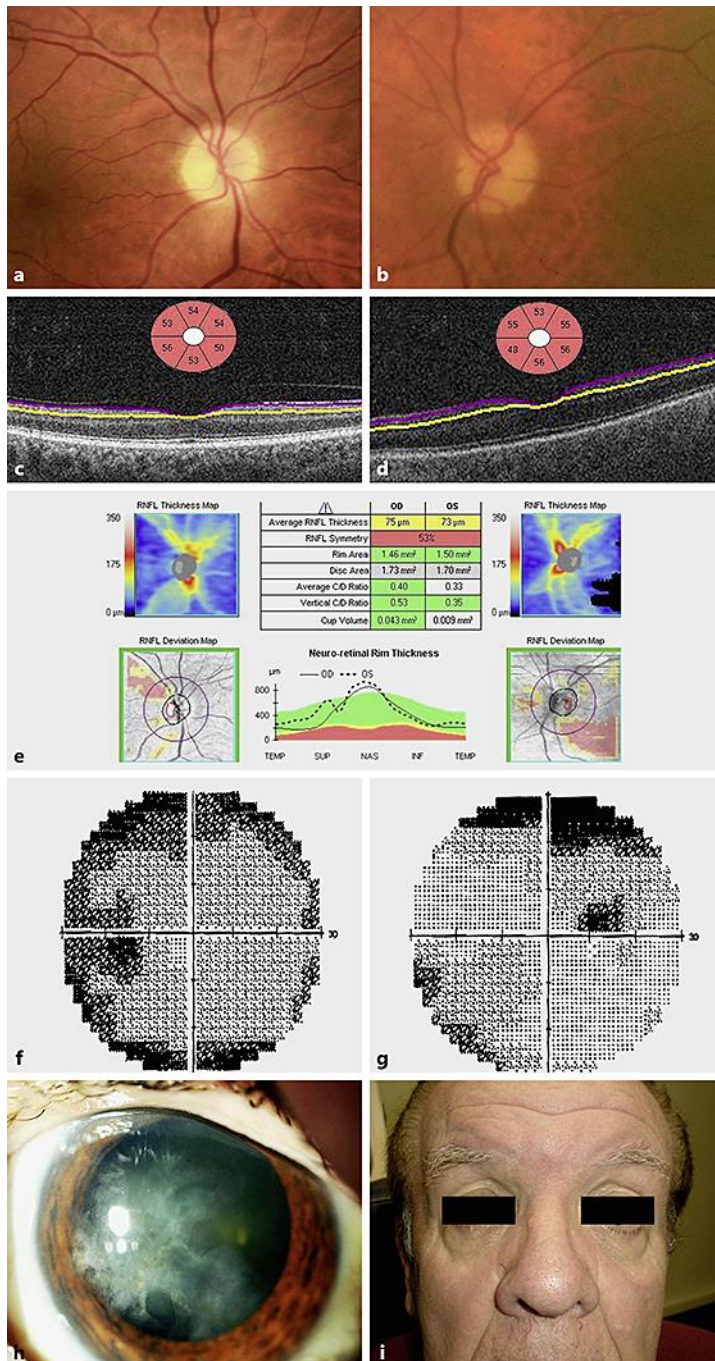 a
b
54
53 54
56 50
53
c
53
55 55
48 56
56
d
RNFL Thickness Map
350
175
0 µm
OD OS
Average RNFL Thickness 75 µm 73 µm
RNFL Symmetry 53%
Rim Area 1.46 mm² 1.50 mm²
Disc Area 1.73 mm² 1.70 mm²
Average C/D Ratio 0.40 0.33
Vertical C/D Ratio 0.53 0.35
Cup Volume 0.043 mm³ 0.009 mm³
RNFL Thickness Map
350
175
0 µm
RNFL Deviation Map
Neuro-retinal Rim Thickness
µm OD OS
800
400
0
TEMP SUP NAS INF TEMP
RNFL Deviation Map
e
30
f
30
g
h
i